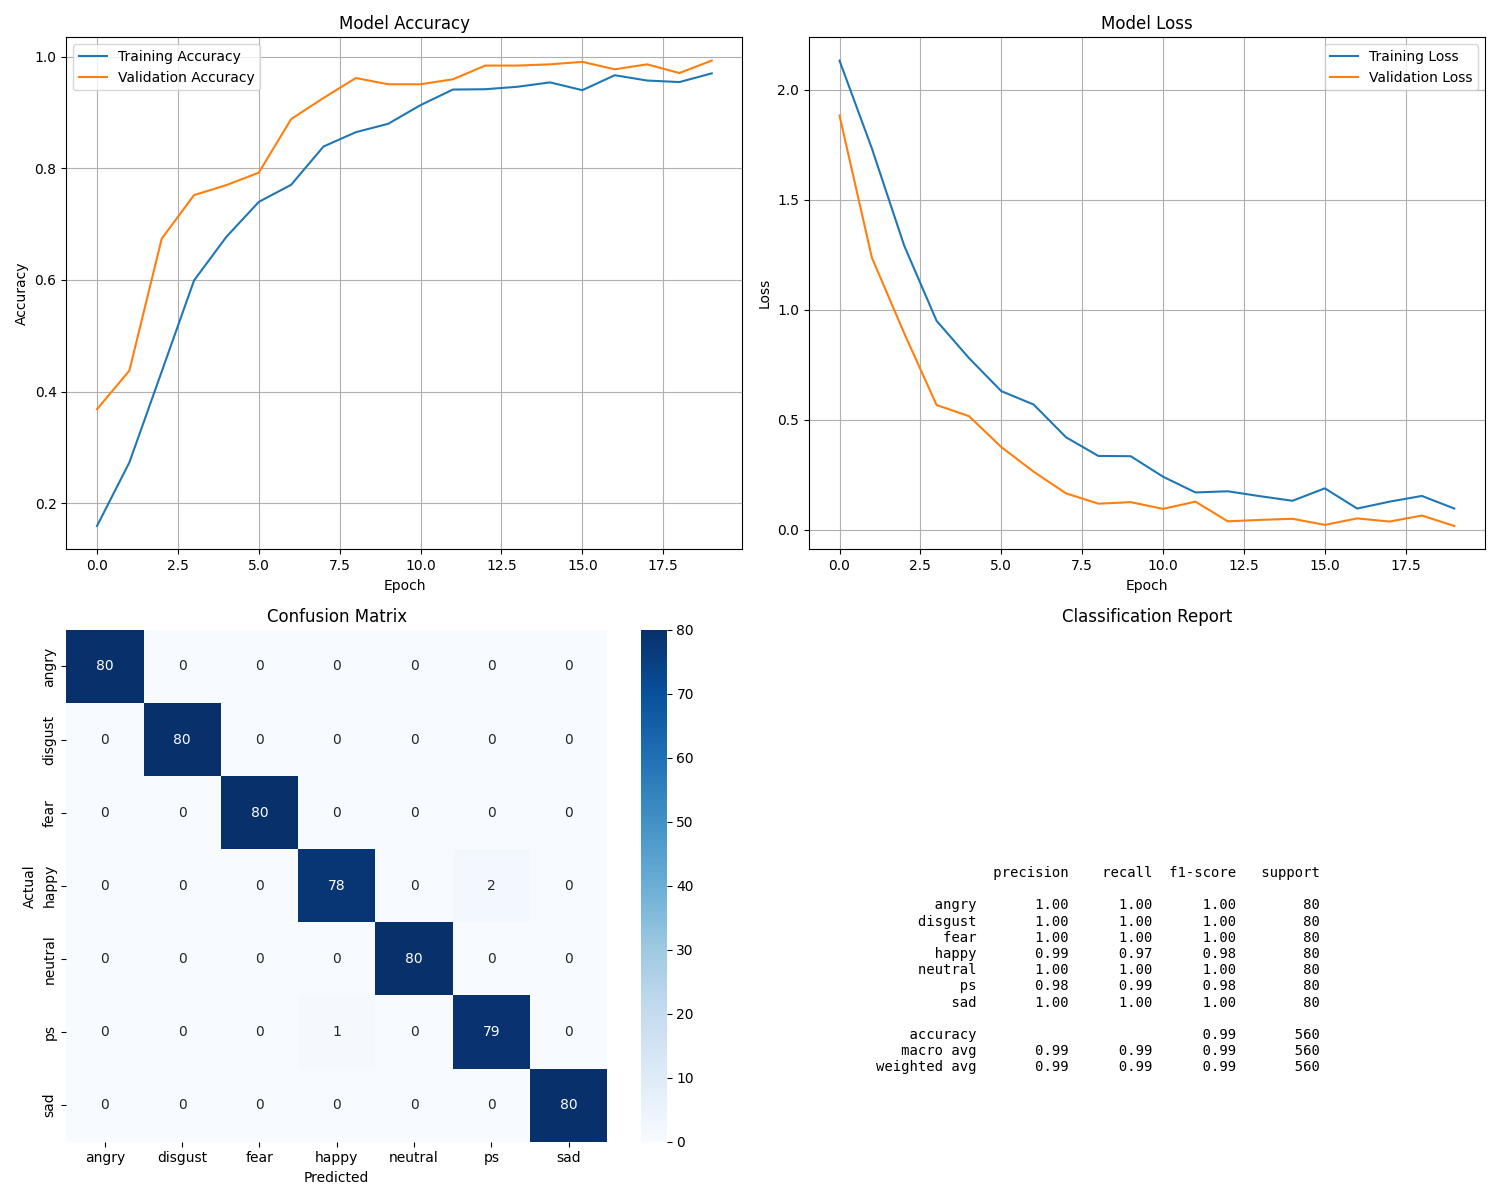 Model Accuracy
Training Accuracy
Validation Accuracy
1.0
0.8
0.6
0.4
0.2
Accuracy
0.0 2.5 5.0 7.5 10.0 12.5 15.0 17.5
Epoch
Model Loss
Training Loss
Validation Loss
2.0
1.5
1.0
0.5
0.0
Loss
0.0 2.5 5.0 7.5 10.0 12.5 15.0 17.5
Epoch
Confusion Matrix
Actual
angry 80 0 0 0 0 0 0
disgust 0 80 0 0 0 0 0
fear 0 0 80 0 0 0 0
happy 0 0 0 78 0 2 0
neutral 0 0 0 0 80 0 0
ps 0 0 0 1 0 79 0
sad 0 0 0 0 0 0 80
angry disgust fear happy neutral ps sad
Predicted
80
70
60
50
40
30
20
10
0
Classification Report
precision recall f1-score support
angry 1.00 1.00 1.00 80
disgust 1.00 1.00 1.00 80
fear 1.00 1.00 1.00 80
happy 0.99 0.97 0.98 80
neutral 1.00 1.00 1.00 80
ps 0.98 0.99 0.98 80
sad 1.00 1.00 1.00 80
accuracy 0.99 560
macro avg 0.99 0.99 0.99 560
weighted avg 0.99 0.99 0.99 560